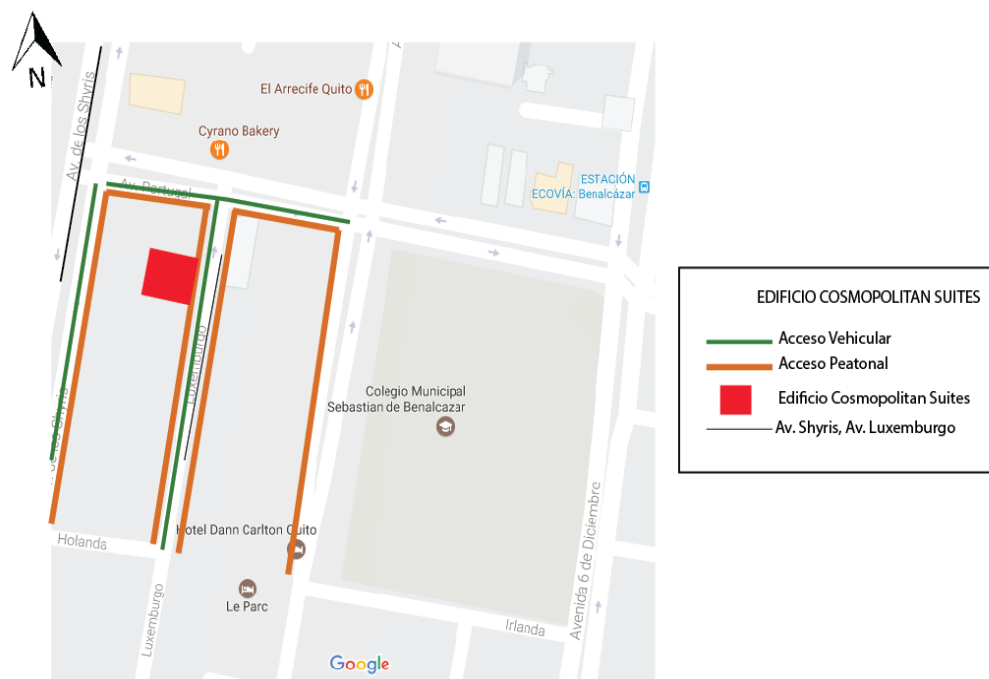 N
Av. de los Shyris
El Arrecife Quito
Cyrano Bakery
Av. Portugal
ESTACIÓN
ECOVÍA: Benalcázar
Luxemburgo
de los Shyris
Colegio Municipal
Sebastian de Benalcazar
Holanda
Hotel Dann Carlton Quito
Le Parc
Luxemburgo
Irlanda
Avenida 6 de Diciembre
Google
EDIFICIO COSMOPOLITAN SUITES
Acceso Vehicular
Acceso Peatonal
Edificio Cosmopolitan Suites
Av. Shyris, Av. Luxemburgo